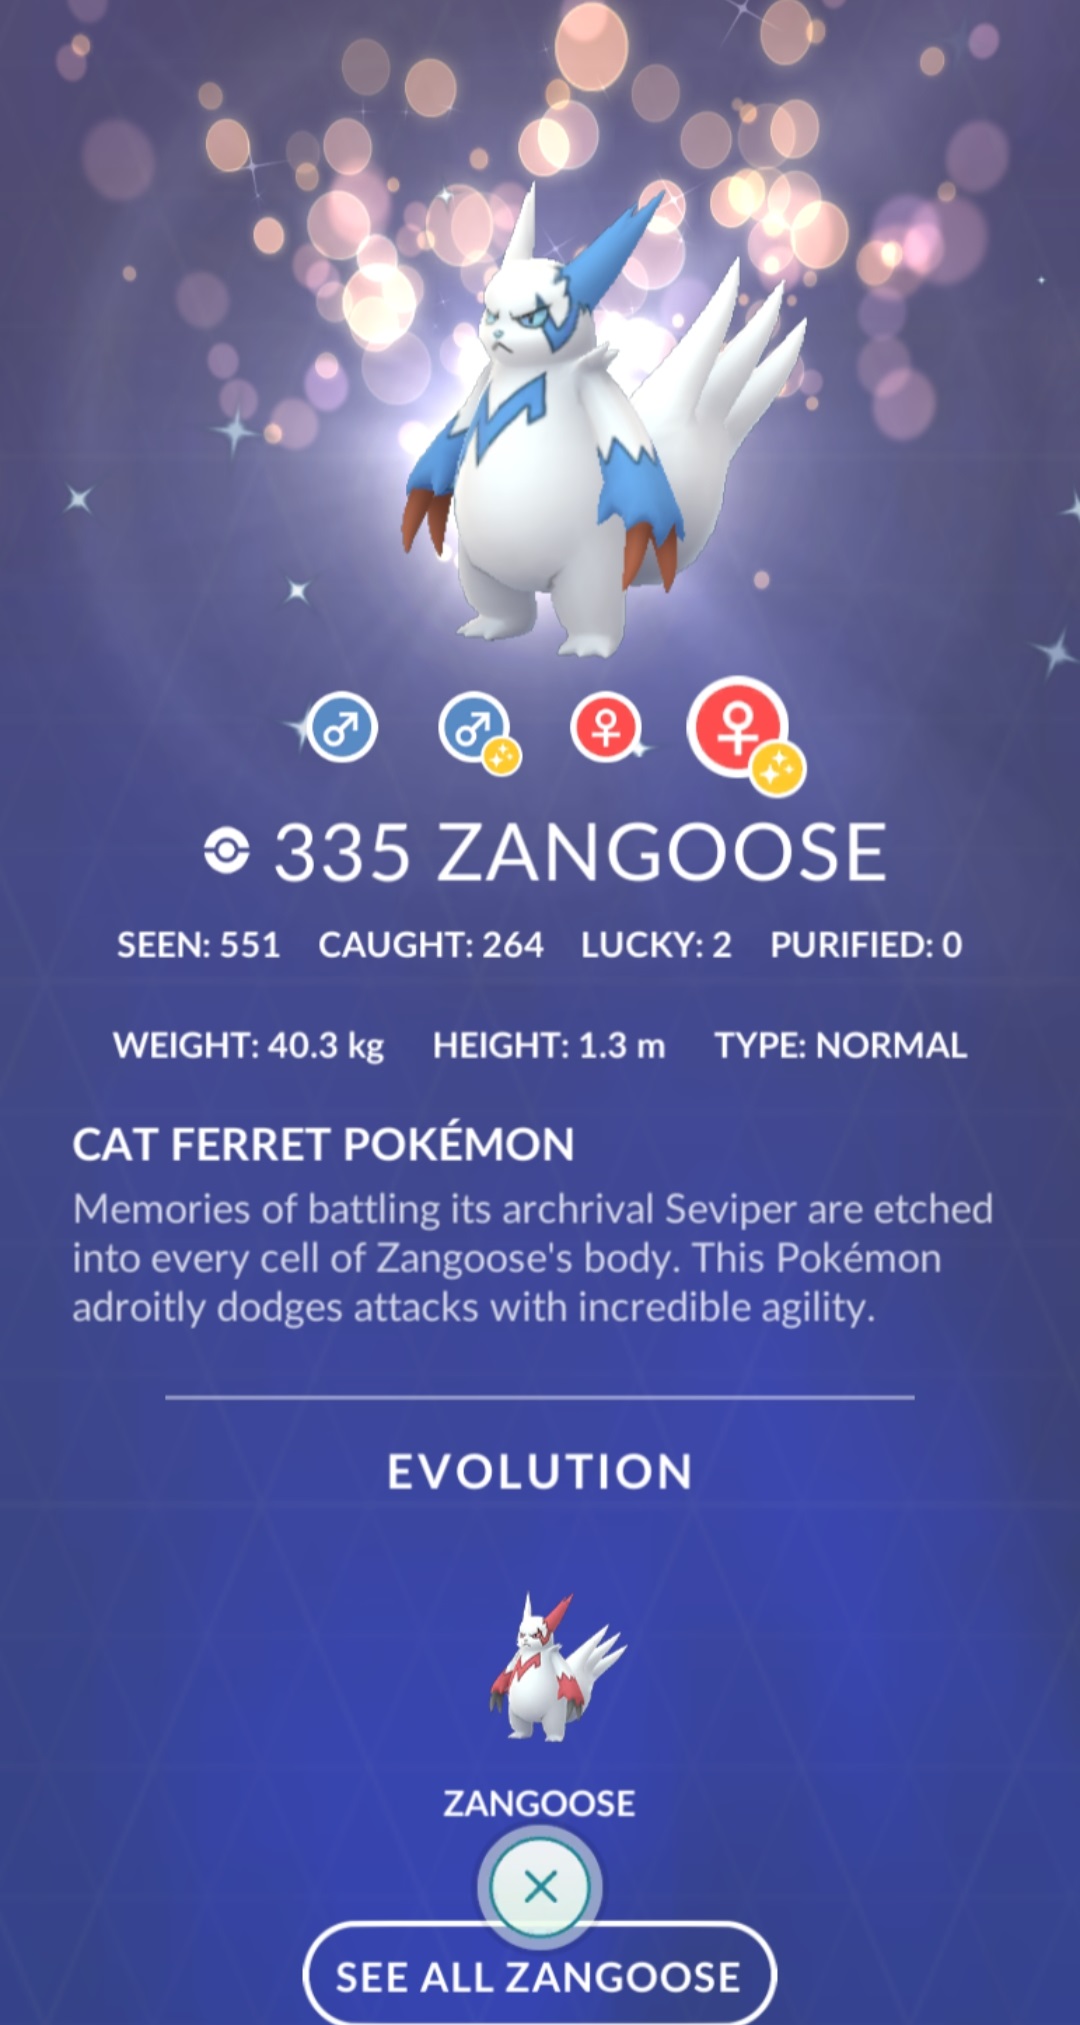 335 ZANGOOSE
SEEN: 551 CAUGHT: 264 LUCKY: 2 PURIFIED: 0
WEIGHT: 40.3 kg HEIGHT: 1.3 m TYPE: NORMAL
CAT FERRET POKÉMON
Memories of battling its archrival Seviper are etched
into every cell of Zangoose's body. This Pokémon
adroitly dodges attacks with incredible agility.
EVOLUTION
ZANGOOSE
SEE ALL ZANGOOSE